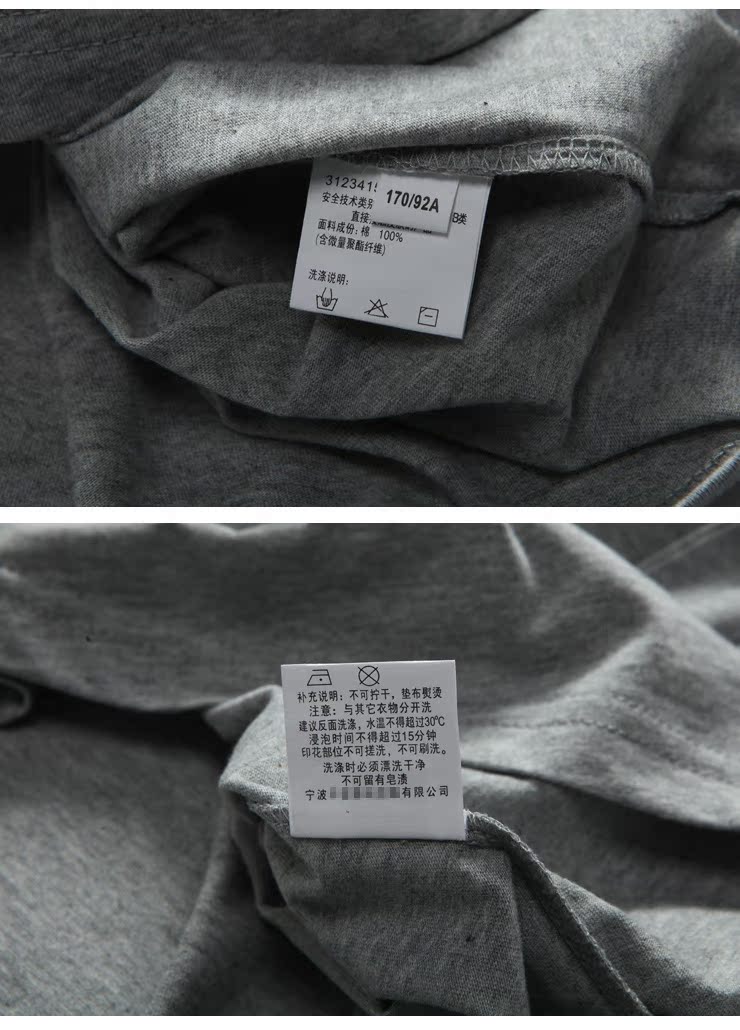 3123415
170/92A
安全技术类别
直接
B类
面料成份：棉 100%
(含微量聚酯纤维)
洗涤说明：
补充说明：不可拧干，垫布熨烫
注意：与其它衣物分开洗
建议反面洗涤，水温不得超过30℃
浸泡时间不得超过15分钟
印花部位不可搓洗，不可刷洗。
洗涤时必须漂洗干净
不可留有皂渍
宁波
有限公司